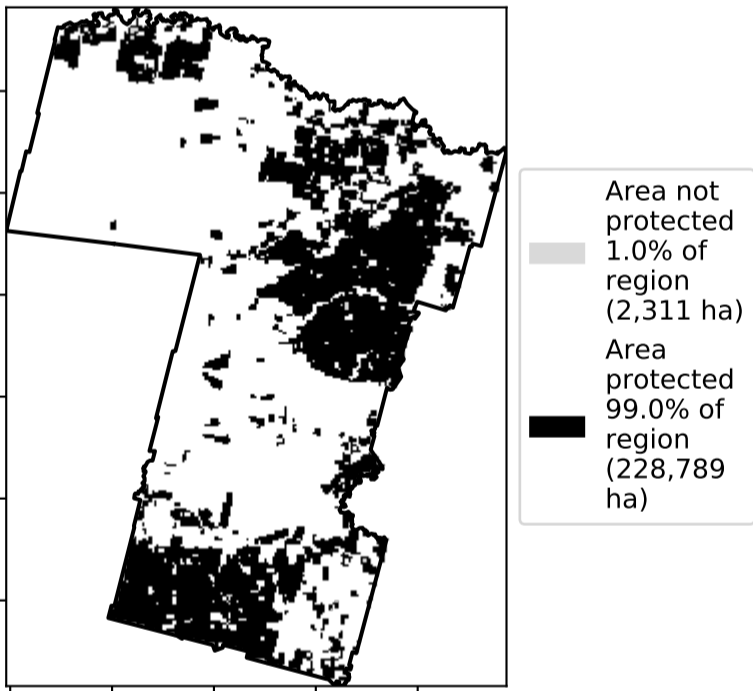 Area not
protected
1.0% of
region
(2,311 ha)
Area
protected
99.0% of
region
(228,789
ha)